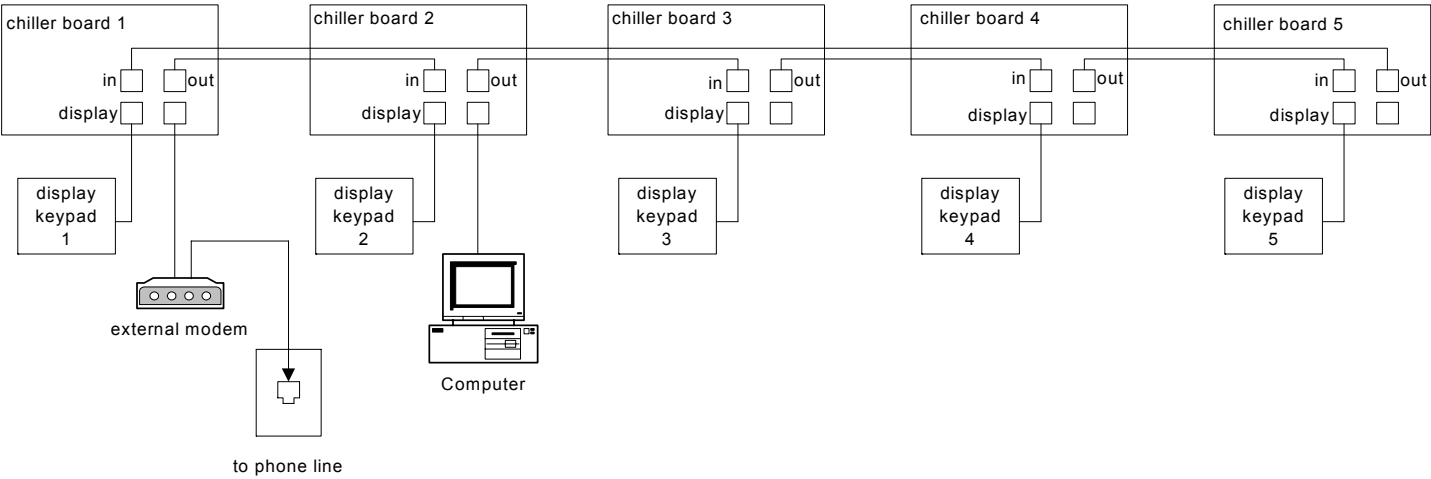 chiller board 1
chiller board 2
chiller board 3
chiller board 4
chiller board 5
in
out
in
out
in
out
in
out
in
out
display
display
display
display
display
display
keypad
1
display
keypad
2
display
keypad
3
display
keypad
4
display
keypad
5
external modem
Computer
to phone line